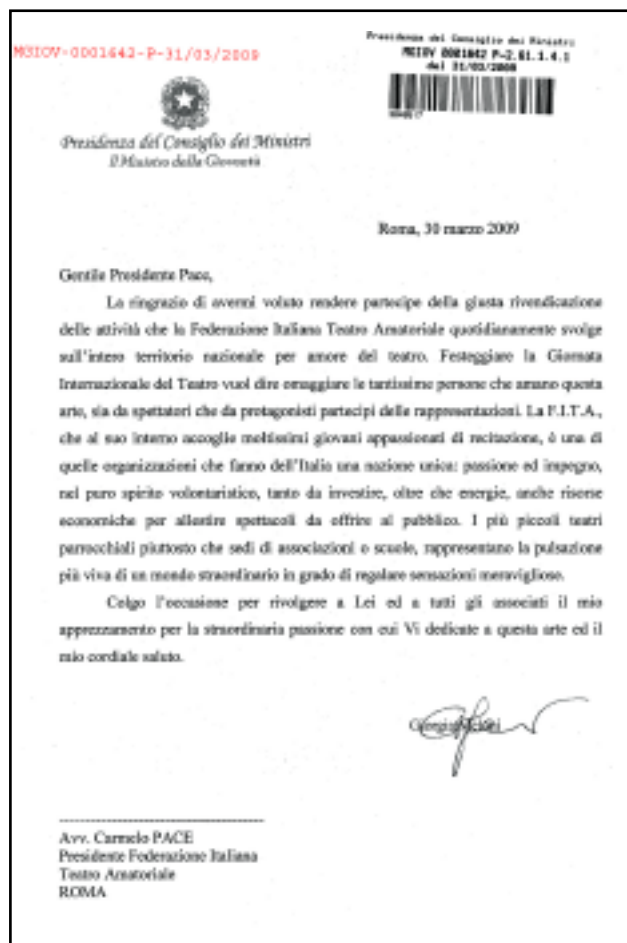 MGIOV-0001642-P-31/03/2009
Presidenza del Consiglio dei Ministri
MGIOV 0001642 P-2.61.1.4.1
del 31/03/2009
Presidenza del Consiglio dei Ministri
Il Ministro della Gioventù
Roma, 30 marzo 2009
Gentile Presidente Pace,
La ringrazio di avermi voluto rendere partecipe della giusta rivendicazione
delle attività che la Federazione Italiana Teatro Amatoriale quotidianamente svolge
sull'intero territorio nazionale per amore del teatro. Festeggiare la Giornata
Internazionale del Teatro vuol dire omaggiare le tantissime persone che amano questa
arte, sia da spettatori che da protagonisti partecipi delle rappresentazioni. La F.I.T.A.,
che al suo interno accoglie moltissimi giovani appassionati di recitazione, è una di
quelle organizzazioni che fanno dell'Italia una nazione unica: passione ed impegno,
nel puro spirito volontaristico, tanto da investire, oltre che energie, anche risorse
economiche per allestire spettacoli da offrire al pubblico. I più piccoli teatri
parrocchiali piuttosto che sedi di associazioni o scuole, rappresentano la pulsazione
più viva di un mondo straordinario in grado di regalare sensazioni meravigliose.
Colgo l'occasione per rivolgere a Lei ed a tutti gli associati il mio
apprezzamento per la straordinaria passione con cui Vi dedicate a questa arte ed il
mio cordiale saluto.
Avv. Carmelo PACE
Presidente Federazione Italiana
Teatro Amatoriale
ROMA